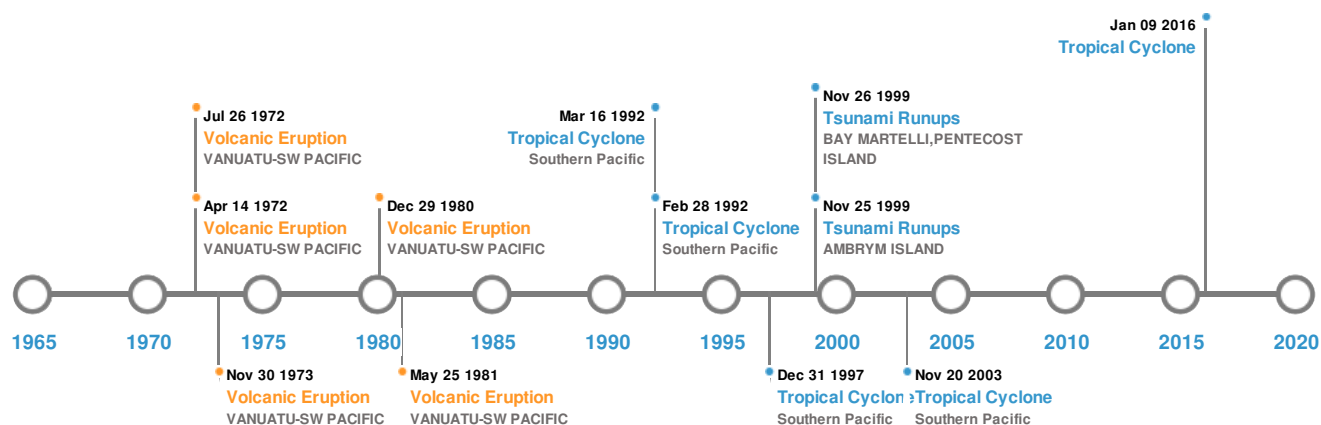 Jan 09 2016
Tropical Cyclone
Jul 26 1972
Volcanic Eruption
VANUATU-SW PACIFIC
Mar 16 1992
Tropical Cyclone
Southern Pacific
Nov 26 1999
Tsunami Runups
BAY MARTELLI,PENTECOST
ISLAND
Apr 14 1972
Volcanic Eruption
VANUATU-SW PACIFIC
Dec 29 1980
Volcanic Eruption
VANUATU-SW PACIFIC
Feb 28 1992
Tropical Cyclone
Southern Pacific
Nov 25 1999
Tsunami Runups
AMBRYM ISLAND
1965 1970 1975 1980 1985 1990 1995 2000 2005 2010 2015 2020
Nov 30 1973
Volcanic Eruption
VANUATU-SW PACIFIC
May 25 1981
Volcanic Eruption
VANUATU-SW PACIFIC
Dec 31 1997
Tropical Cyclone
Southern Pacific
Nov 20 2003
Tropical Cyclone
Southern Pacific